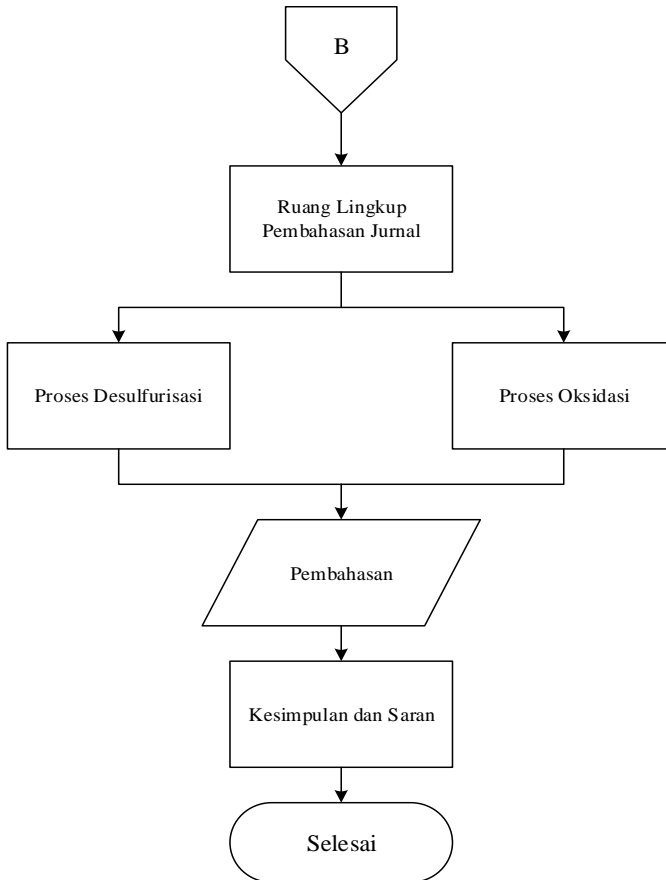 B
Ruang Lingkup
Pembahasan Jurnal
Proses Desulfurisasi
Proses Oksidasi
Pembahasan
Kesimpulan dan Saran
Selesai